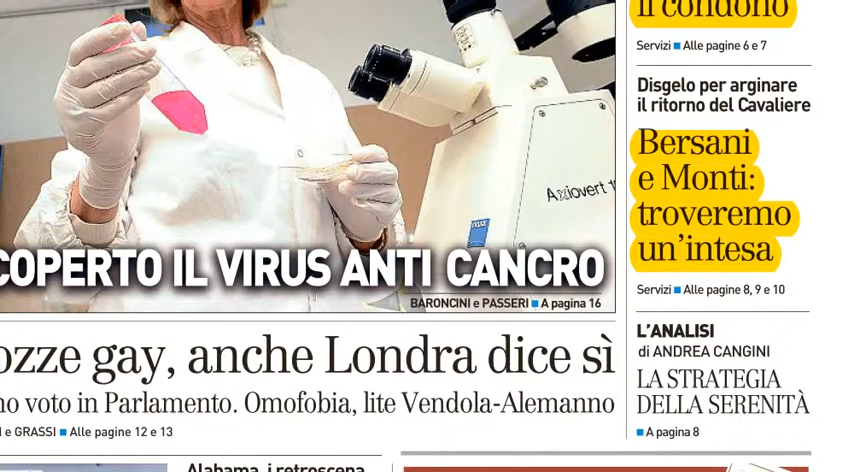 il condono
Servizi ■ Alle pagine 6 e 7
Disgelo per arginare
il ritorno del Cavaliere
Bersani
e Monti:
troveremo
un'intesa
Servizi ■ Alle pagine 8, 9 e 10
L'ANALISI
di ANDREA CANGINI
LA STRATEGIA
DELLA SERENITÀ
■ A pagina 8
Axiovert
COPERTO IL VIRUS ANTI CANCRO
BARONCINI e PASSERI ■ A pagina 16
ozze gay, anche Londra dice sì
no voto in Parlamento. Omofobia, lite Vendola-Alemanno
e GRASSI ■ Alle pagine 12 e 13
Alabama, i retroscena